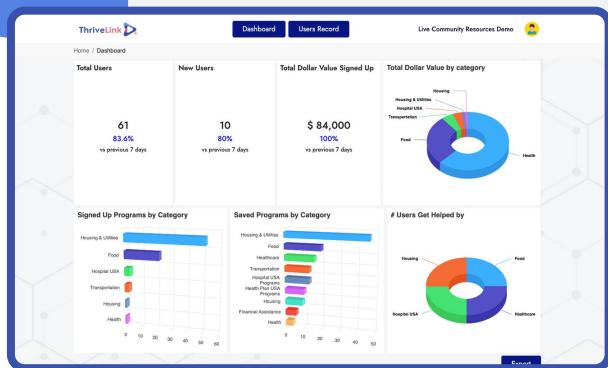 ThriveLink
Dashboard
Users Record
Live Community Resources Demo
Home / Dashboard
Total Users
61
83.6%
vs previous 7 days
New Users
10
80%
vs previous 7 days
Total Dollar Value Signed Up
$ 84,000
100%
vs previous 7 days
Total Dollar Value by category
Housing
Housing & Utilities
Hospital USA
Transportation
Food
Health
Signed Up Programs by Category
Housing & Utilities
Food
Hospital USA
Transportation
Housing
Health
0 10 20 30 40 50 60
Saved Programs by Category
Housing & Utilities
Food
Healthcare
Transportation
Hospital USA
Programs
Health Plan USA
Programs
Housing
Financial Assistance
Health
0 10 20 30 40 50
# Users Get Helped by
Housing
Food
Hospital USA
Healthcare
Export